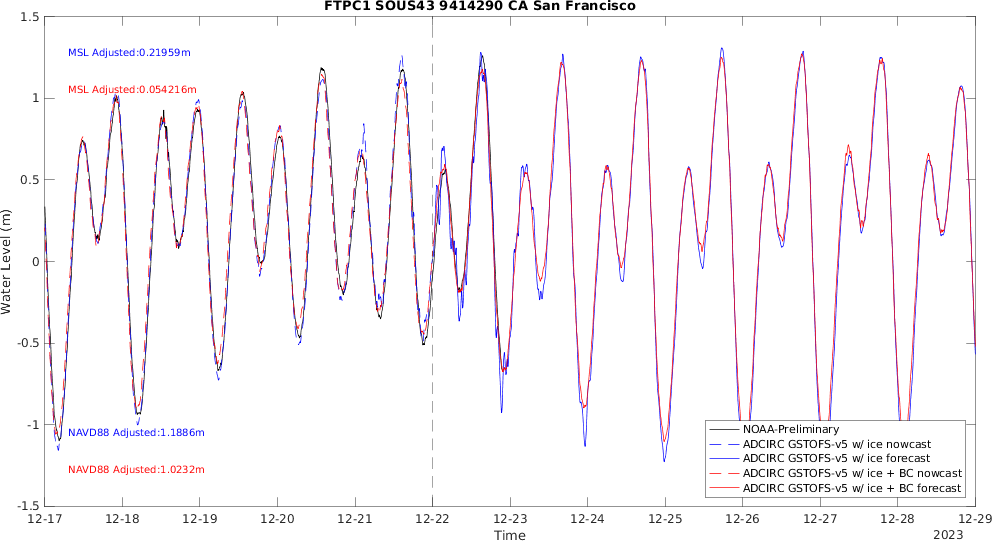 FTPC1 SOUS43 9414290 CA San Francisco
1.5
1
0.5
0
-0.5
-1
-1.5
Water Level (m)
MSL Adjusted:0.21959m
MSL Adjusted:0.054216m
NAVD88 Adjusted:1.1886m
NAVD88 Adjusted:1.0232m
NOAA-Preliminary
ADCIRC GSTOFS-v5 w/ ice nowcast
ADCIRC GSTOFS-v5 w/ ice forecast
ADCIRC GSTOFS-v5 w/ ice + BC nowcast
ADCIRC GSTOFS-v5 w/ ice + BC forecast
12-17 12-18 12-19 12-20 12-21 12-22 12-23 12-24 12-25 12-26 12-27 12-28 12-29
Time
2023